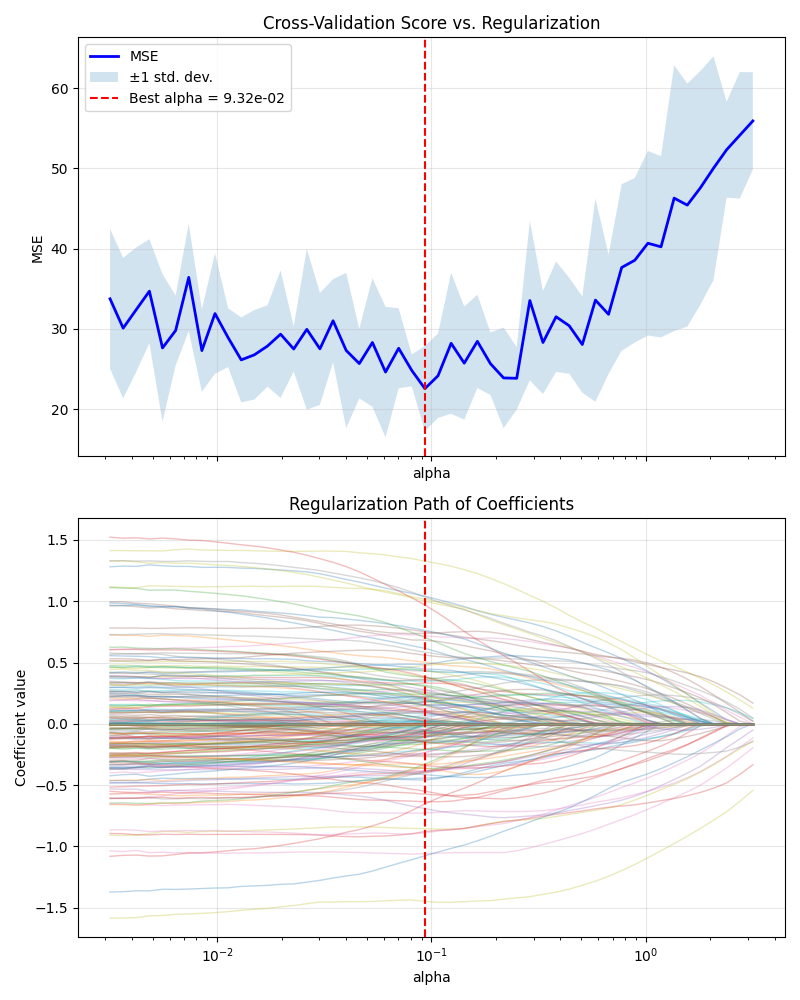 Cross-Validation Score vs. Regularization
MSE
±1 std. dev.
Best alpha = 9.32e-02
60
50
40
30
20
MSE
alpha
Regularization Path of Coefficients
1.5
1.0
0.5
0.0
−0.5
−1.0
−1.5
Coefficient value
10⁻² 10⁻¹ 10⁰
alpha